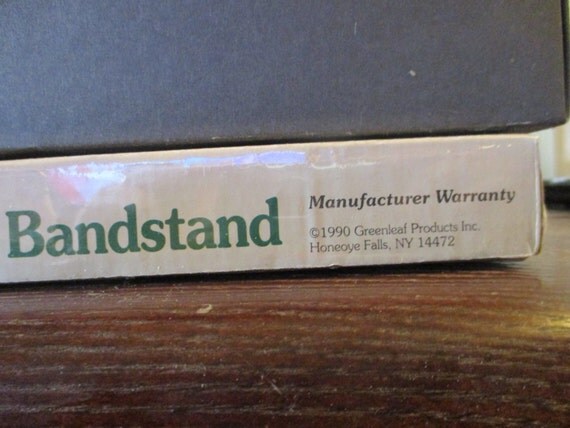 Bandstand
Manufacturer Warranty
©1990 Greenleaf Products Inc.
Honeoye Falls, NY 14472